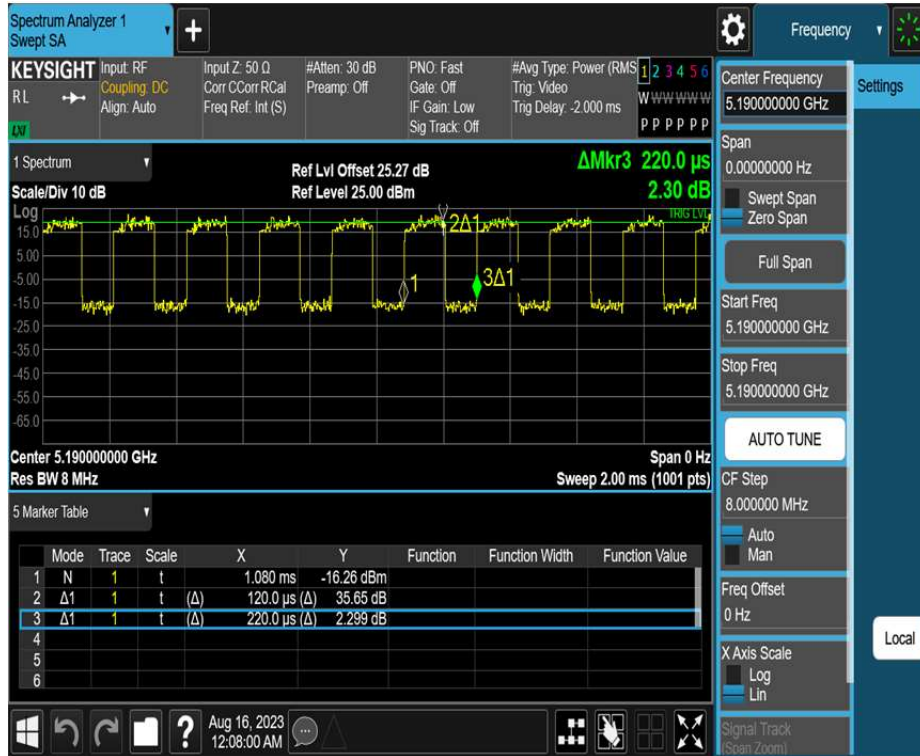 Spectrum Analyzer 1
Swept SA
Frequency
KEYSIGHT
RL
LXI
Input: RF
Coupling: DC
Align: Auto
Input Z: 50 Ω
Corr CCorr RCal
Freq Ref: Int (S)
#Atten: 30 dB
Preamp: Off
PNO: Fast
Gate: Off
IF Gain: Low
Sig Track: Off
#Avg Type: Power (RMS
Trig: Video
Trig Delay: -2.000 ms
1 2 3 4 5 6
W W W W W W
P P P P P P
1 Spectrum
Scale/Div 10 dB
Ref Lvl Offset 25.27 dB
Ref Level 25.00 dBm
ΔMkr3 220.0 µs
2.30 dB
Log
TRIG LVL
15.0
5.00
-5.00
-15.0
-25.0
-35.0
-45.0
-55.0
-65.0
2Δ1
1
3Δ1
Center 5.190000000 GHz
Span 0 Hz
Res BW 8 MHz
Sweep 2.00 ms (1001 pts)
5 Marker Table
Mode Trace Scale X Y Function Function Width Function Value
1 N 1 t 1.080 ms -16.26 dBm
2 Δ1 1 t (Δ) 120.0 µs (Δ) 35.65 dB
3 Δ1 1 t (Δ) 220.0 µs (Δ) 2.299 dB
4
5
6
?
Aug 16, 2023
12:08:00 AM
Center Frequency
5.190000000 GHz
Span
0.00000000 Hz
Swept Span
Zero Span
Full Span
Start Freq
5.190000000 GHz
Stop Freq
5.190000000 GHz
AUTO TUNE
CF Step
8.000000 MHz
Auto
Man
Freq Offset
0 Hz
X Axis Scale
Log
Lin
Signal Track
(Span Zoom)
Settings
Local